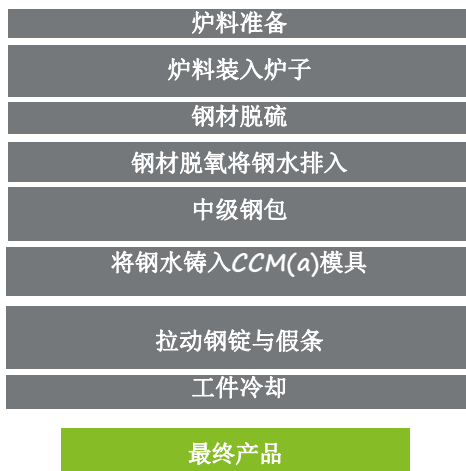 炉料准备
炉料装入炉子
钢材脱硫
钢材脱氧将钢水排入
中级钢包
将钢水铸入CCM(a)模具
拉动钢锭与假条
工件冷却
最终产品